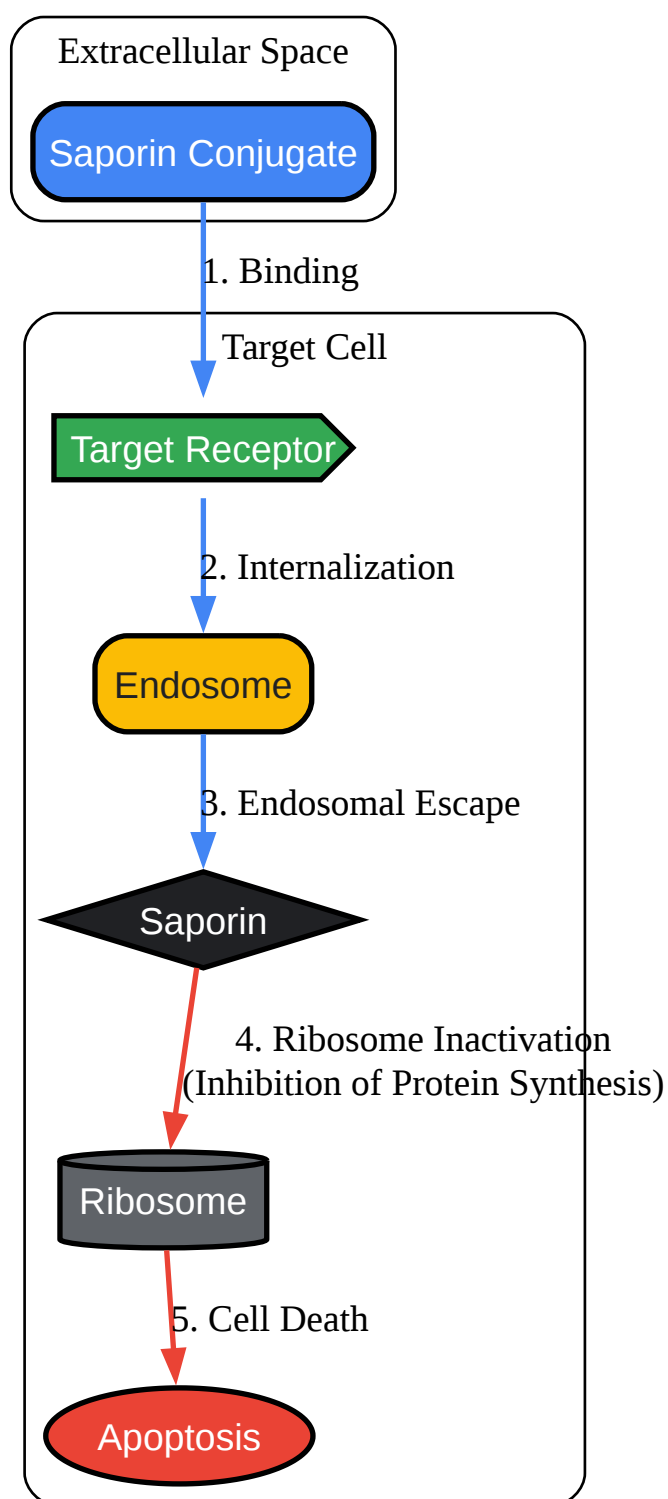 Extracellular Space
Saporin Conjugate
1. Binding
Target Cell
Target Receptor
2. Internalization
Endosome
3. Endosomal Escape
Saporin
4. Ribosome Inactivation
(Inhibition of Protein Synthesis)
Ribosome
5. Cell Death
Apoptosis